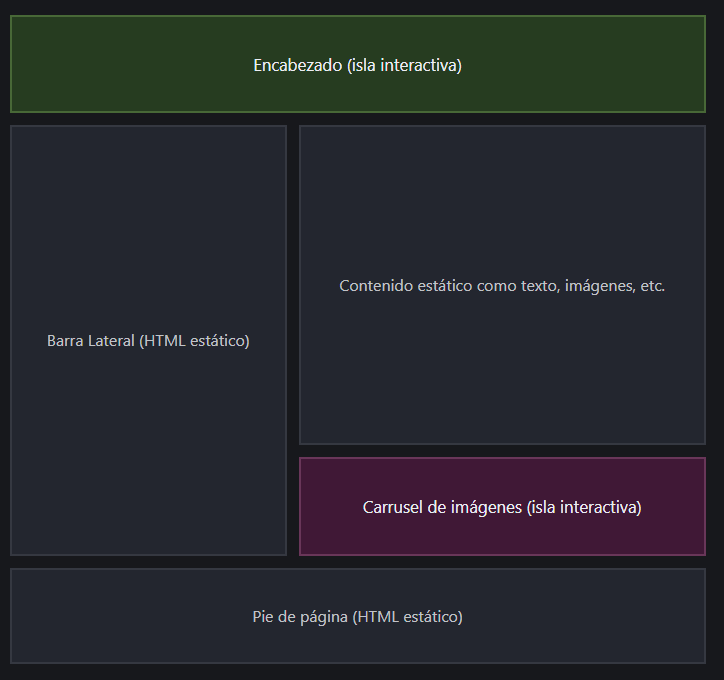 Encabezado (isla interactiva)
Barra Lateral (HTML estático)
Contenido estático como texto, imágenes, etc.
Carrusel de imágenes (isla interactiva)
Pie de página (HTML estático)